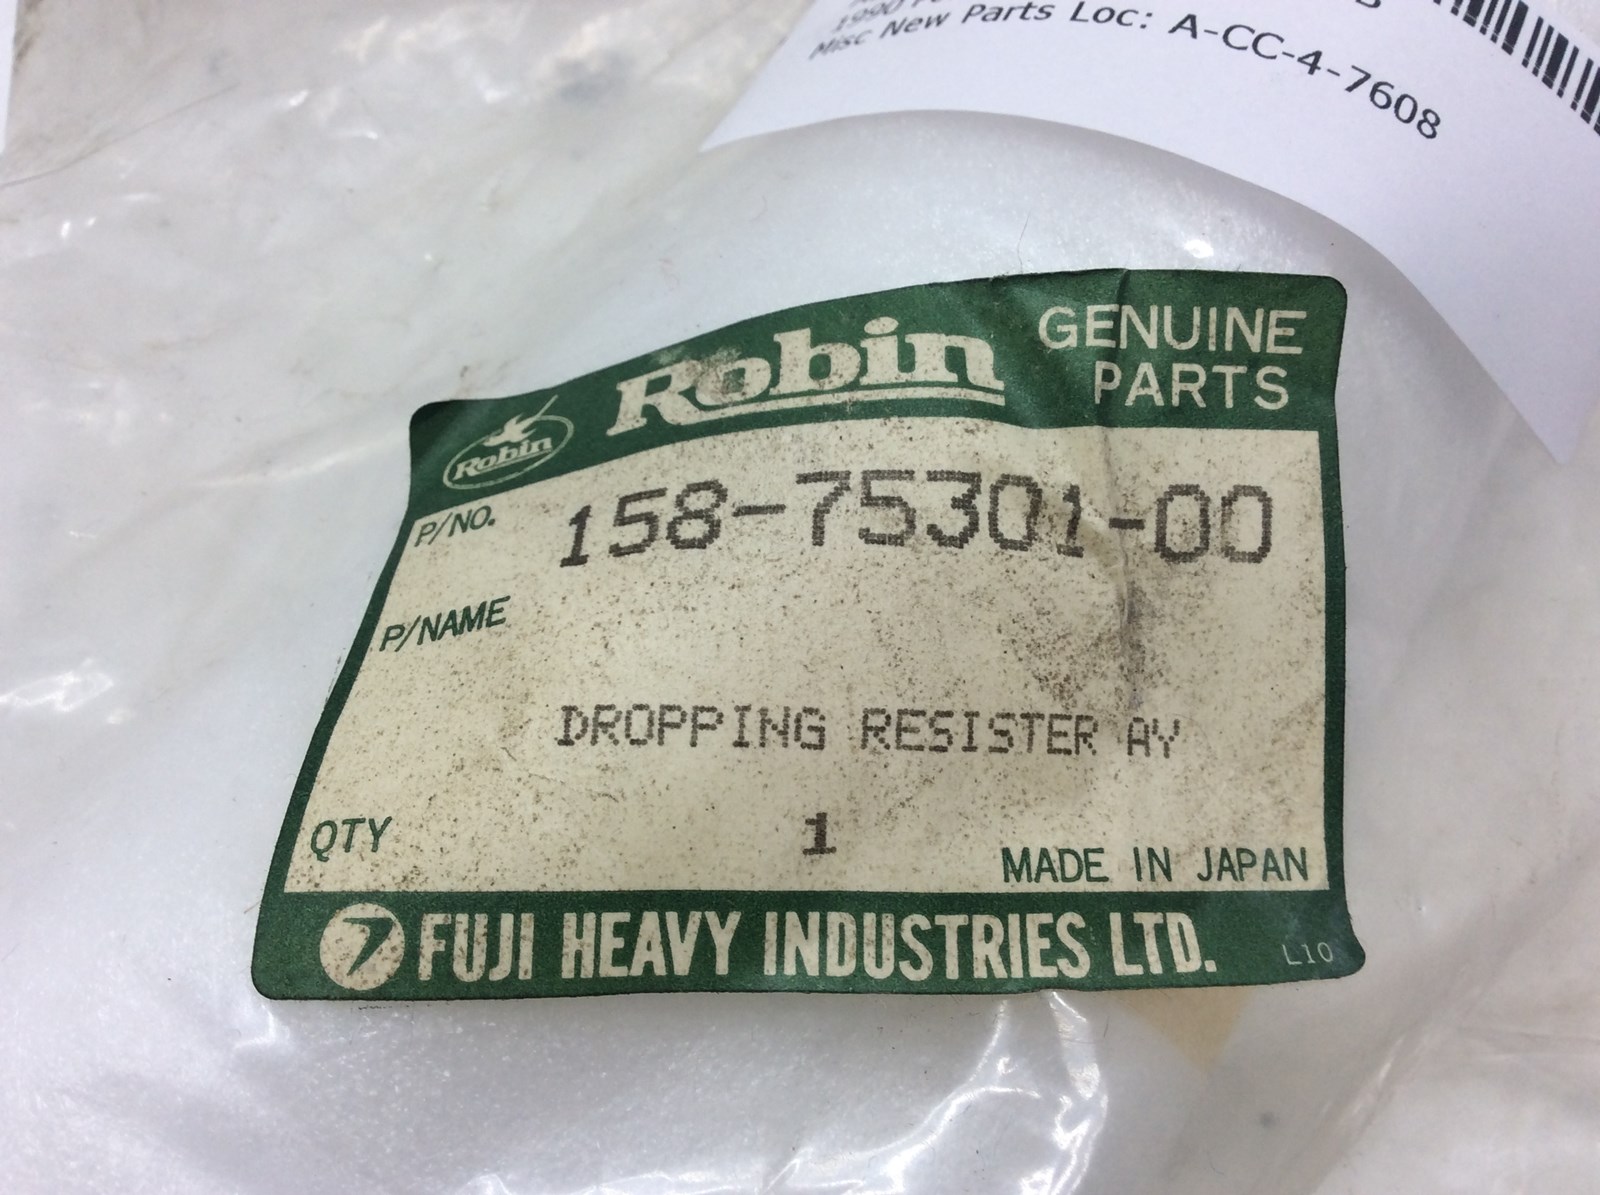 1990
Misc New Parts Loc: A-CC-4-7608
Robin
Robin
GENUINE
PARTS
P/NO. 158-75301-00
P/NAME
DROPPING RESISTER AY
QTY 1
MADE IN JAPAN
FUJI HEAVY INDUSTRIES LTD.
L10